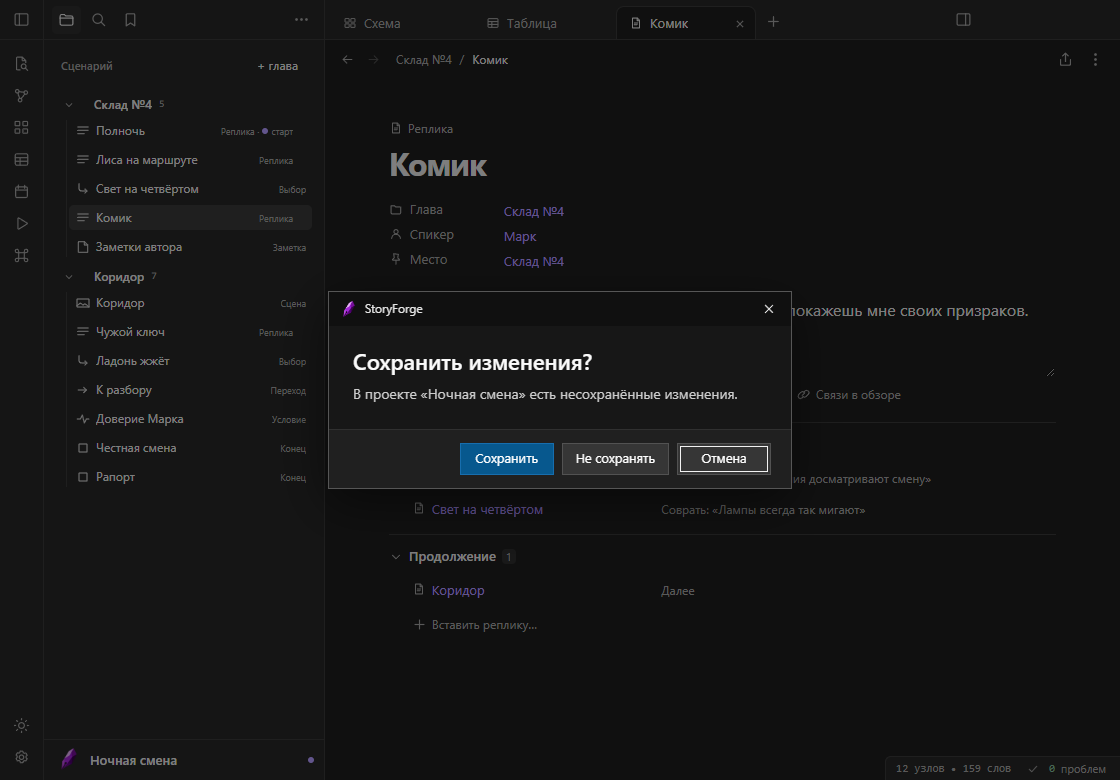 Схема
Таблица
Комик
Сценарий
+ глава
Склад №4 5
Полночь Реплика · старт
Лиса на маршруте Реплика
Свет на четвёртом Выбор
Комик Реплика
Заметки автора Заметка
Коридор 7
Коридор Сцена
Чужой ключ Реплика
Ладонь жжёт Выбор
К разбору Переход
Доверие Марка Условие
Честная смена Конец
Рапорт Конец
Ночная смена
Склад №4 / Комик
Реплика
Комик
Глава Склад №4
Спикер Марк
Место Склад №4
покажешь мне своих призраков.
StoryForge
Сохранить изменения?
В проекте «Ночная смена» есть несохранённые изменения.
Сохранить Не сохранять Отмена
Связи в обзоре
ия досматривают смену»
Свет на четвёртом Соврать: «Лампы всегда так мигают»
Продолжение 1
Коридор Далее
+ Вставить реплику...
12 узлов • 159 слов 0 проблем